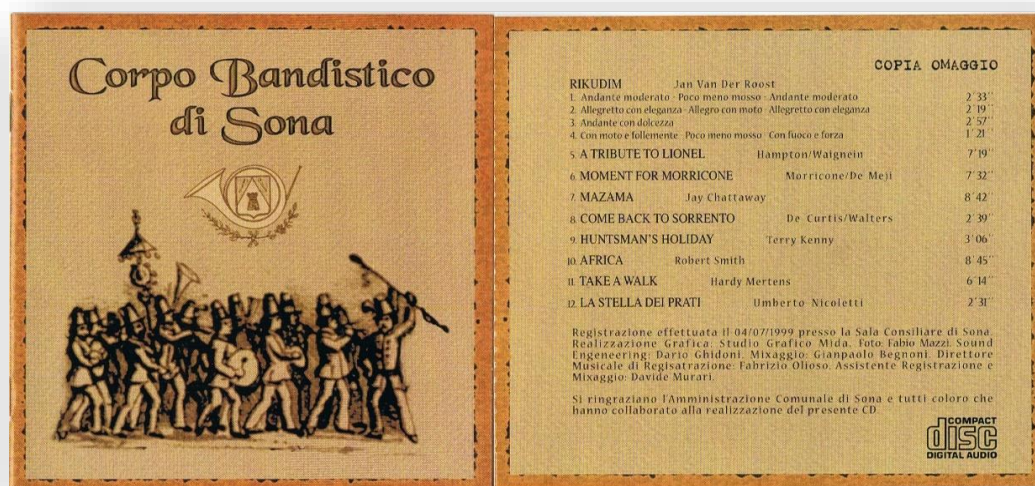 Corpo Bandistico
di Sona
COPIA OMAGGIO
RIKUDIM Jan Van Der Roost
1. Andante moderato - Poco meno mosso - Andante moderato 2'33''
2. Allegretto con eleganza - Allegro con moto - Allegretto con eleganza 2'19''
3. Andante con dolcezza 2'57''
4. Con moto e follemente - Poco meno mosso - Con fuoco e forza 1'21''
5. A TRIBUTE TO LIONEL Hampton/Waignein 7'19''
6. MOMENT FOR MORRICONE Morricone/De Meji 7'32''
7. MAZAMA Jay Chattaway 8'42''
8. COME BACK TO SORRENTO De Curtis/Walters 2'39''
9. HUNTSMAN'S HOLIDAY Terry Kenny 3'06''
10. AFRICA Robert Smith 8'45''
11. TAKE A WALK Hardy Mertens 6'14''
12. LA STELLA DEI PRATI Umberto Nicoletti 2'31''
Registrazione effettuata il 04/07/1999 presso la Sala Consiliare di Sona.
Realizzazione Grafica: Studio Grafico Mida. Foto: Fabio Mazzi. Sound
Engeneering: Dario Ghidoni. Mixaggio: Gianpaolo Begnoni. Direttore
Musicale di Regisatrazione: Fabrizio Olioso. Assistente Registrazione e
Mixaggio: Davide Murari.
Si ringraziano l'Amministrazione Comunale di Sona e tutti coloro che
hanno collaborato alla realizzazione del presente CD.
COMPACT
disc
DIGITAL AUDIO